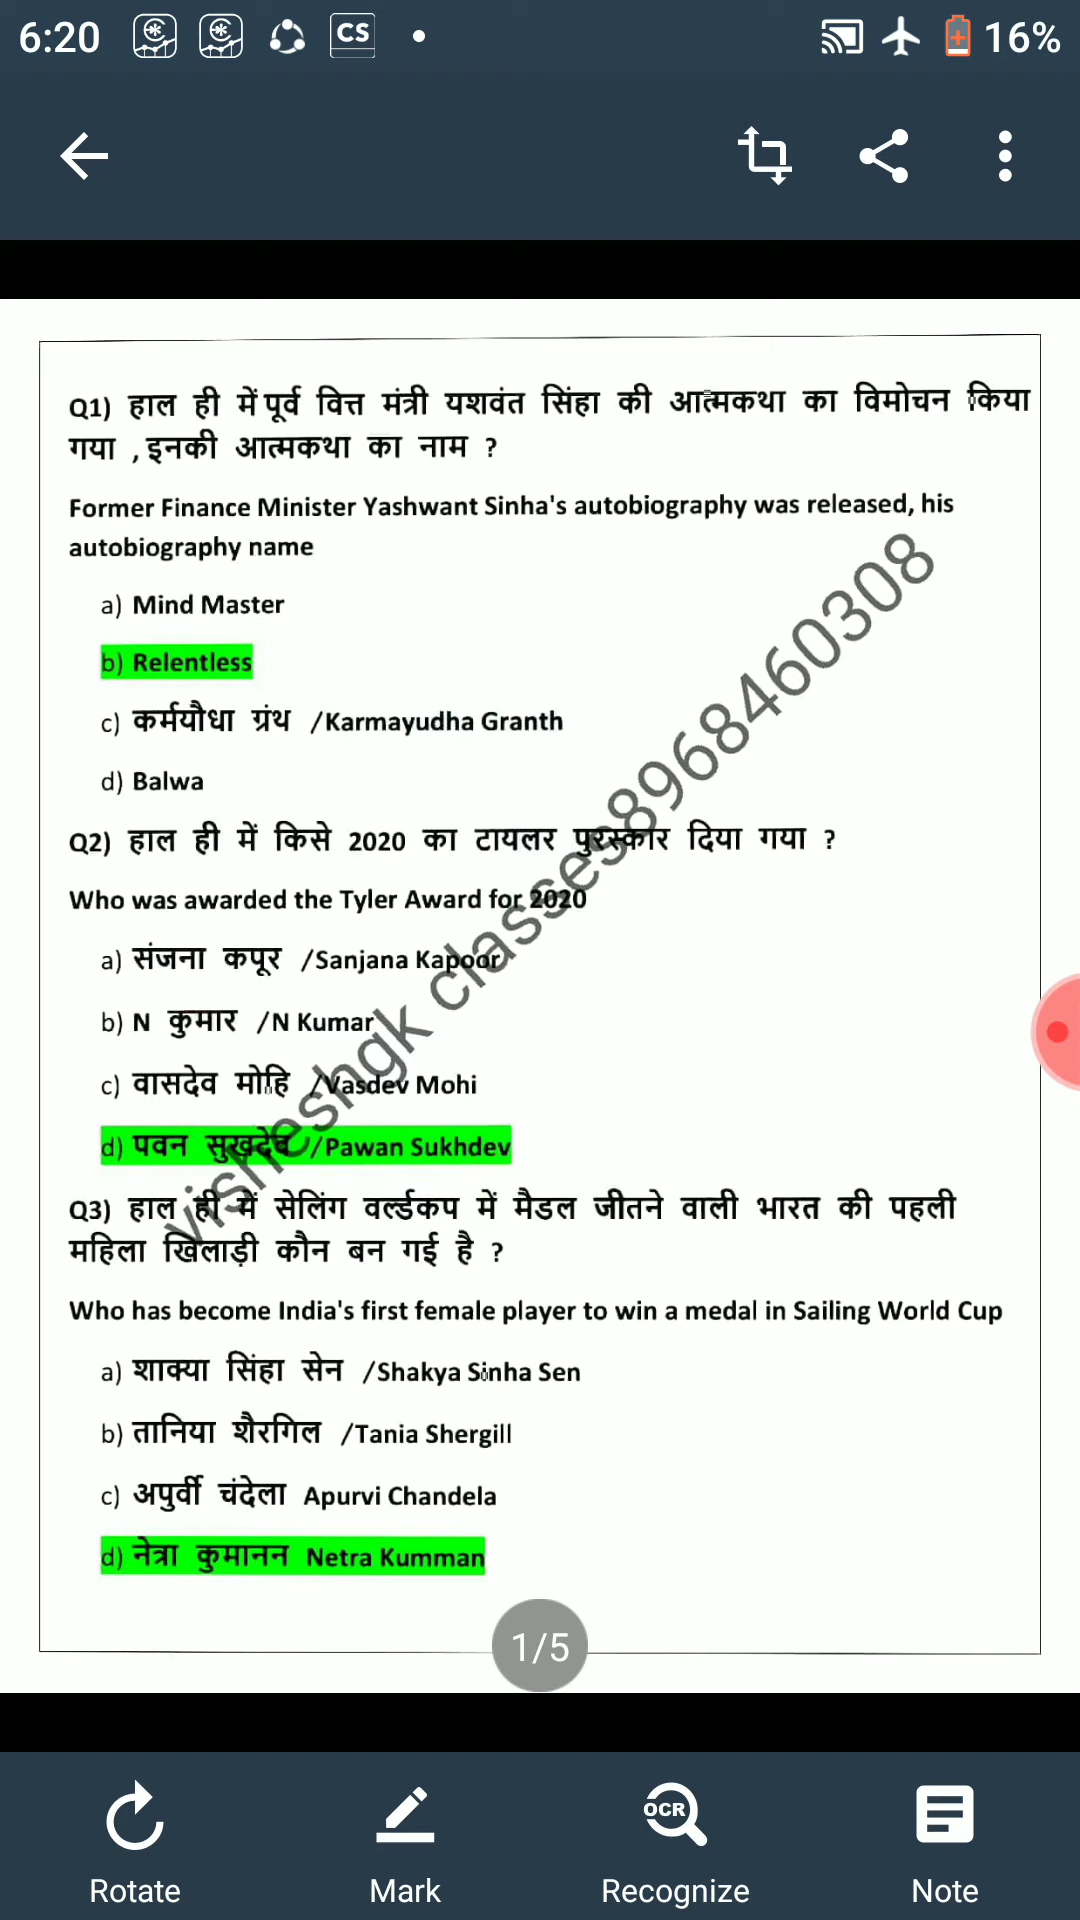 6:20
CS
16%
Q1) हाल ही में पूर्व वित्त मंत्री यशवंत सिंहा की आत्मकथा का विमोचन किया
गया , इनकी आत्मकथा का नाम ?
Former Finance Minister Yashwant Sinha's autobiography was released, his
autobiography name
a) Mind Master
b) Relentless
c) कर्मयौधा ग्रंथ /Karmayudha Granth
d) Balwa
Q2) हाल ही में किसे 2020 का टायलर पुरस्कार दिया गया ?
Who was awarded the Tyler Award for 2020
a) संजना कपूर /Sanjana Kapoor
b) N कुमार /N Kumar
c) वासदेव मोहि /Vasdev Mohi
d) पवन सुखदेव //Pawan Sukhdev
Q3) हाल ही में सेलिंग वर्ल्डकप में मैडल जीतने वाली भारत की पहली
महिला खिलाड़ी कौन बन गई है ?
Who has become India's first female player to win a medal in Sailing World Cup
a) शाक्या सिंहा सेन /Shakya Sinha Sen
b) तानिया शैरगिल /Tania Shergill
c) अपुर्वी चंदेला Apurvi Chandela
d) नेत्रा कुमानन Netra Kumman
visheshgk classes8968460308
1/5
Rotate
Mark
OCR
Recognize
Note